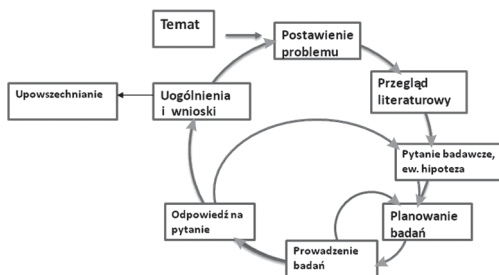 Temat
Postawienie
problemu
Przegląd
literaturowy
Upowszechnianie
Uogólnienia
i wnioski
Pytanie badawcze,
ew. hipoteza
Odpowiedź na
pytanie
Planowanie
badań
Prowadzenie
badań